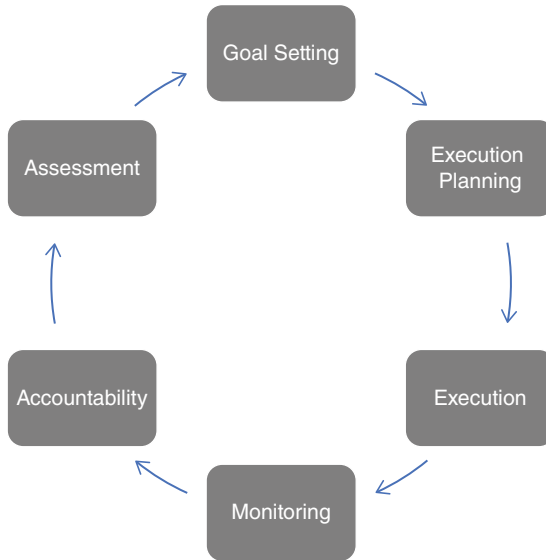 Goal Setting
Execution
Planning
Execution
Monitoring
Accountability
Assessment